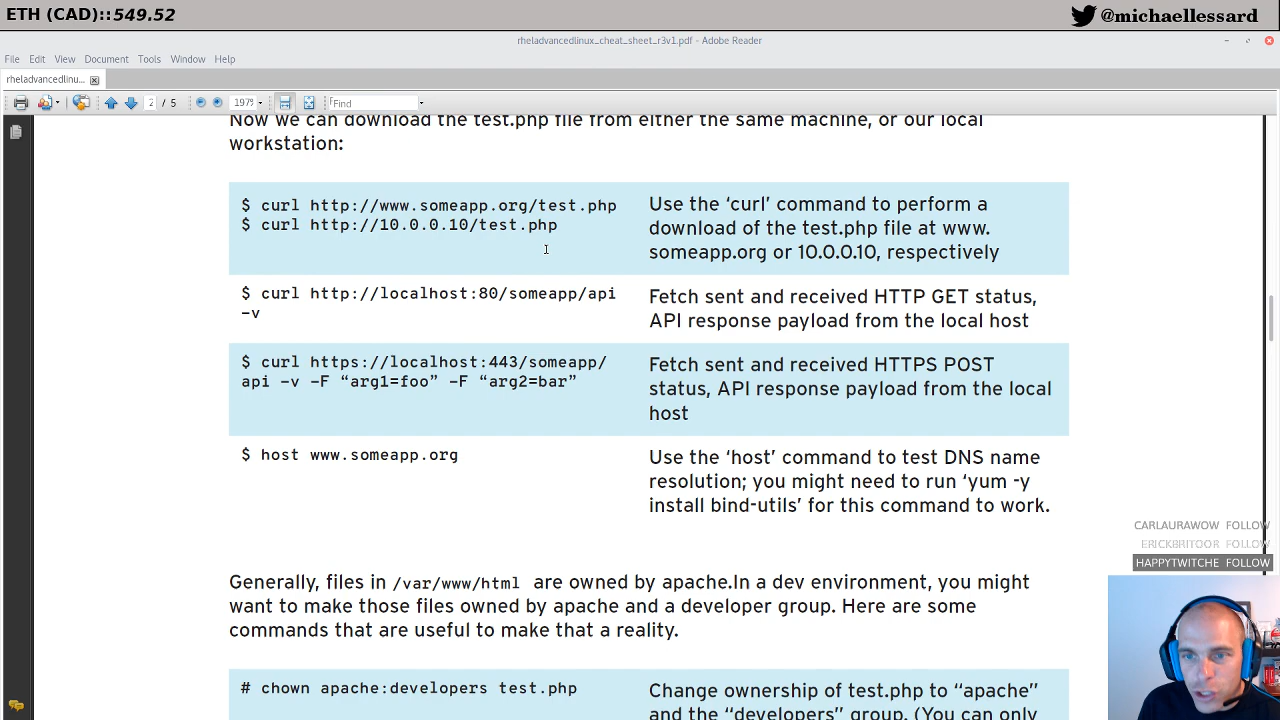 ETH (CAD)::549.52
@michaellessard
rheladvancedlinux_cheat_sheet_r3v1.pdf - Adobe Reader
File Edit View Document Tools Window Help
rheladvancedlinu...
2 / 5 197% Find
Now we can download the test.php file from either the same machine, or our local
workstation:
$ curl http://www.someapp.org/test.php
$ curl http://10.0.0.10/test.php
Use the ‘curl’ command to perform a
download of the test.php file at www.
someapp.org or 10.0.0.10, respectively
$ curl http://localhost:80/someapp/api
-v
Fetch sent and received HTTP GET status,
API response payload from the local host
$ curl https://localhost:443/someapp/
api -v -F “arg1=foo” -F “arg2=bar”
Fetch sent and received HTTPS POST
status, API response payload from the local
host
$ host www.someapp.org
Use the ‘host’ command to test DNS name
resolution; you might need to run ‘yum -y
install bind-utils’ for this command to work.
CARLAURAWOW FOLLOW
ERICKBRITOOR FOLLOW
HAPPYTWITCHE FOLLOW
Generally, files in /var/www/html are owned by apache.In a dev environment, you might
want to make those files owned by apache and a developer group. Here are some
commands that are useful to make that a reality.
# chown apache:developers test.php
Change ownership of test.php to “apache”
and the “developers” group. (You can only